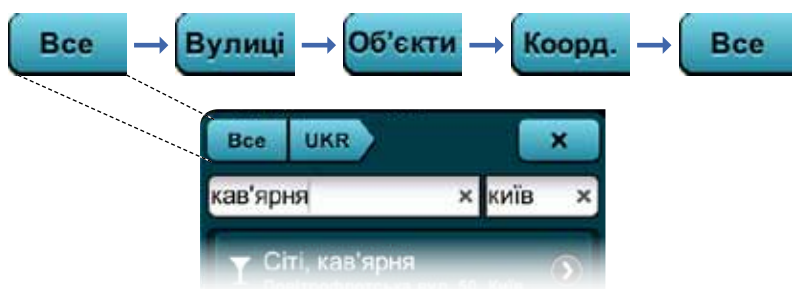 Все Вулиці Об'єкти Коорд. Все
Все UKR ×
кав'ярня × київ ×
Сіті, кав'ярня